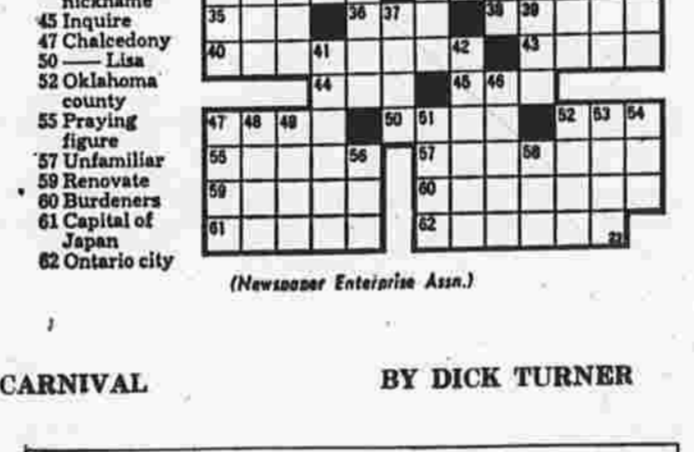 nickname
45 Inquire
47 Chalcedony
50 — Lisa
52 Oklahoma
county
55 Praying
figure
57 Unfamiliar
59 Renovate
60 Burdeners
61 Capital of
Japan
62 Ontario city
35 36 37 38 39
40 41 42 43
44 45 46
47 48 49 50 51 52 53 54
55 56 57 58
59 60
61 62
23
(Newspaper Enterprise Assn.)
CARNIVAL BY DICK TURNER